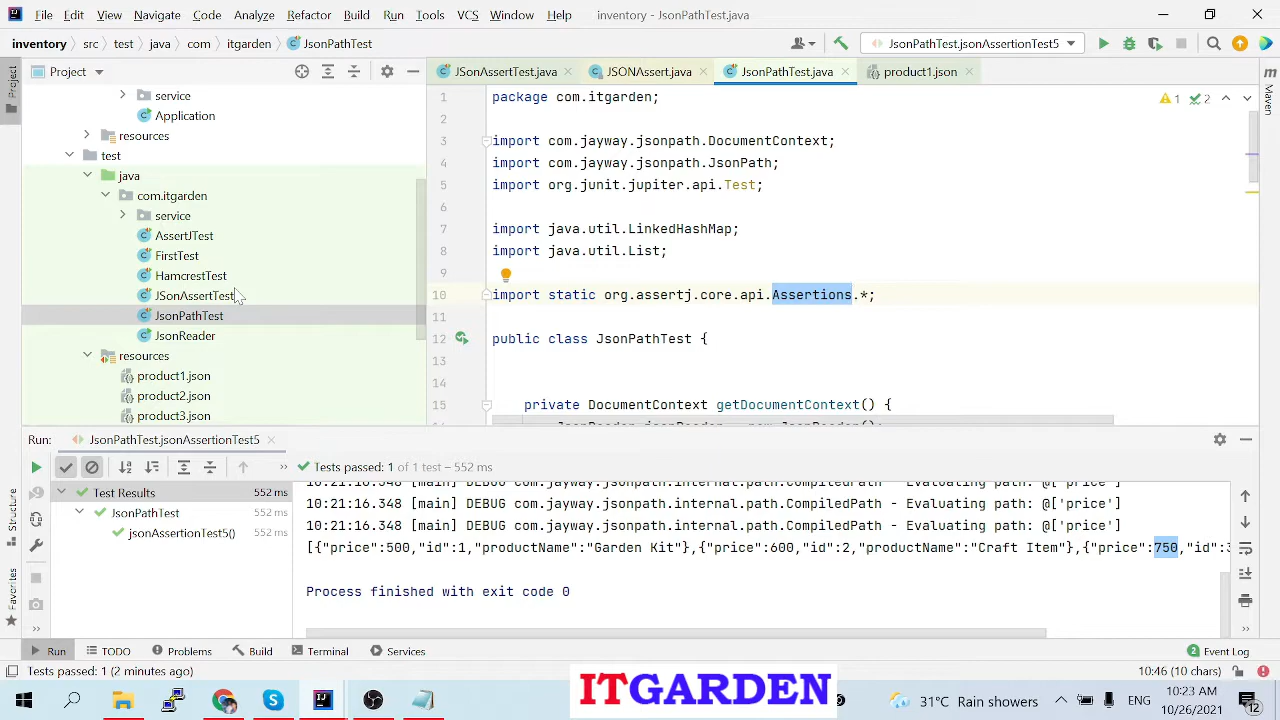 File Edit View Navigate Code Analyze Refactor Build Run Tools VCS Window Help inventory - JsonPathTest.java
inventory src test java com itgarden JsonPathTest JsonPathTest.jsonAssertionTest5
Project
Project
JSonAssertTest.java JSONAssert.java JsonPathTest.java product1.json
Maven
service
Application
resources
test
java
com.itgarden
service
AssertJTest
FirstTest
HamcrestTest
JSonAssertTest
JsonPathTest
JsonReader
resources
product1.json
product2.json
product3.json
1 package com.itgarden; 1 2
2
3 import com.jayway.jsonpath.DocumentContext;
4 import com.jayway.jsonpath.JsonPath;
5 import org.junit.jupiter.api.Test;
6
7 import java.util.LinkedHashMap;
8 import java.util.List;
9
10 import static org.assertj.core.api.Assertions.*;
11
12 public class JsonPathTest {
13
14
15 private DocumentContext getDocumentContext() {
Run: JsonPathTest.jsonAssertionTest5
Tests passed: 1 of 1 test – 552 ms
Test Results 552 ms
JsonPathTest 552 ms
jsonAssertionTest5() 552 ms
10:21:16.348 [main] DEBUG com.jayway.jsonpath.internal.path.CompiledPath - Evaluating path: @['price']
10:21:16.348 [main] DEBUG com.jayway.jsonpath.internal.path.CompiledPath - Evaluating path: @['price']
10:21:16.348 [main] DEBUG com.jayway.jsonpath.internal.path.CompiledPath - Evaluating path: @['price']
[{"price":500,"id":1,"productName":"Garden Kit"},{"price":600,"id":2,"productName":"Craft Item"},{"price":750,"id":3
Process finished with exit code 0
Structure
Favorites
Run TODO Problems Build Terminal Services 2 Event Log
Tests passed: 1 (2 minutes ago) 10:46 (10 chars)
ITGARDEN
31°C Rain showers ENG 10:23 AM
10/26/2021
12